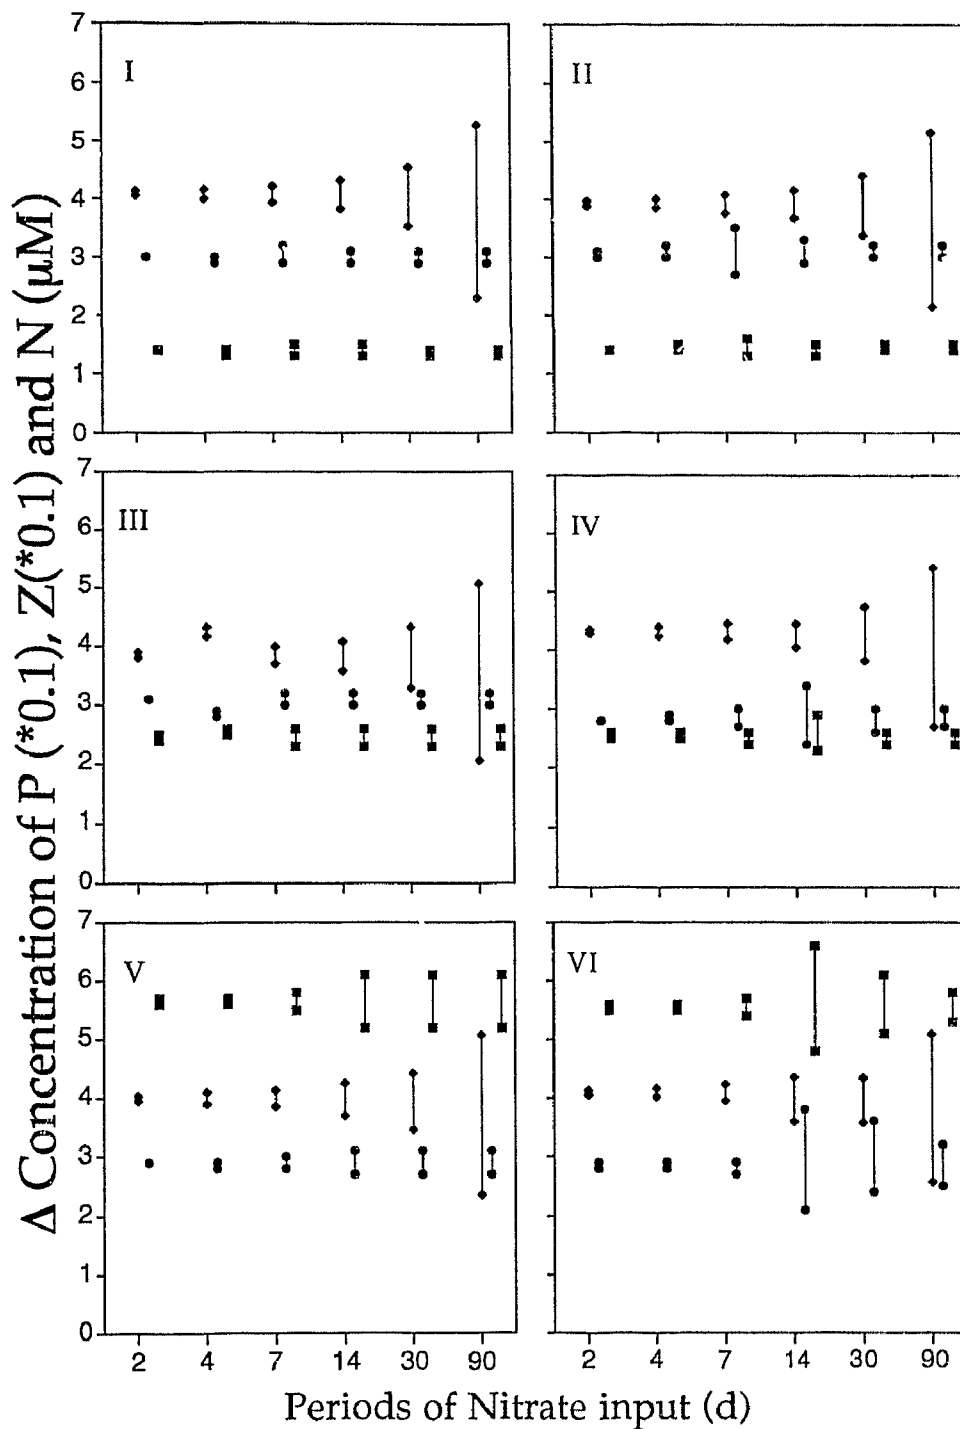 Δ Concentration of P (*0.1), Z(*0.1) and N (μM)
7
6
5
4
3
2
1
0
I
II
7
6
5
4
3
2
1
0
III
IV
7
6
5
4
3
2
1
0
V
VI
2 4 7 14 30 90
2 4 7 14 30 90
Periods of Nitrate input (d)